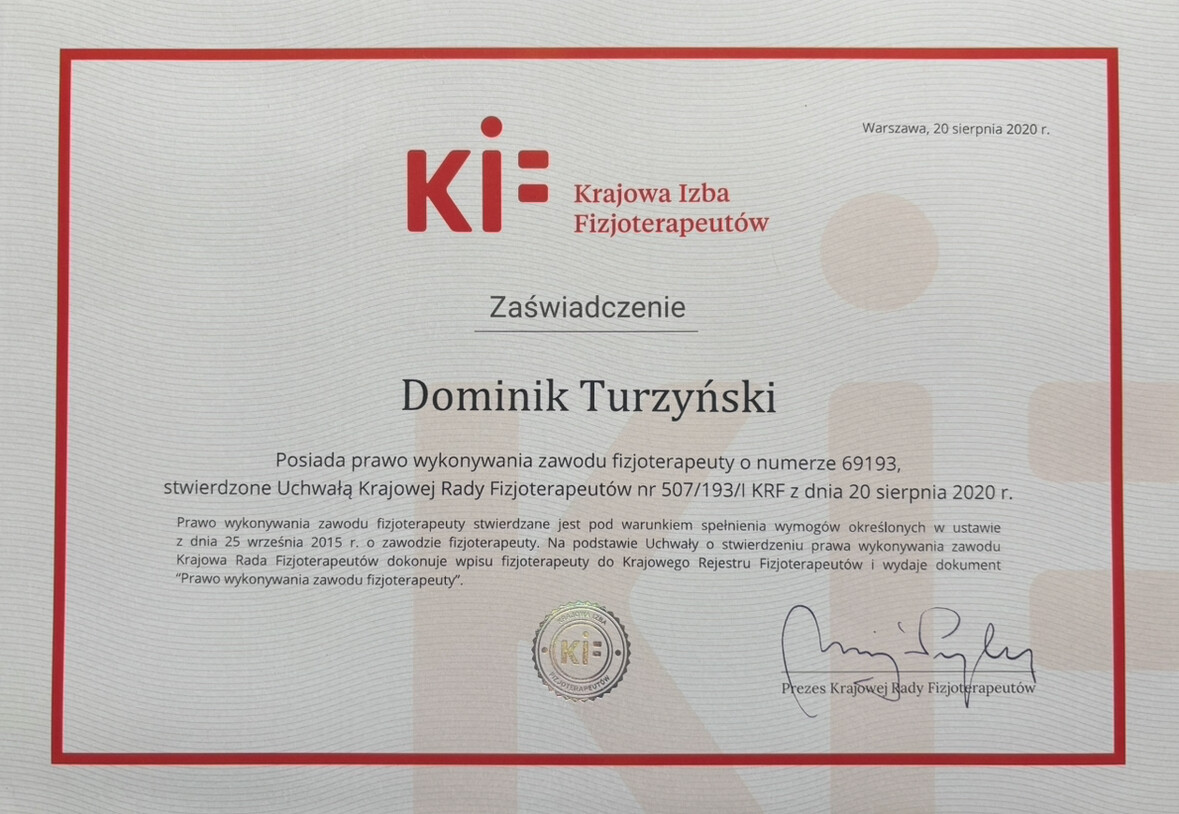 Warszawa, 20 sierpnia 2020 r.
KiF
Krajowa Izba
Fizjoterapeutów
Zaświadczenie
Dominik Turzyński
Posiada prawo wykonywania zawodu fizjoterapeuty o numerze 69193,
stwierdzone Uchwałą Krajowej Rady Fizjoterapeutów nr 507/193/I KRF z dnia 20 sierpnia 2020 r.
Prawo wykonywania zawodu fizjoterapeuty stwierdzane jest pod warunkiem spełnienia wymogów określonych w ustawie
z dnia 25 września 2015 r. o zawodzie fizjoterapeuty. Na podstawie Uchwały o stwierdzeniu prawa wykonywania zawodu
Krajowa Rada Fizjoterapeutów dokonuje wpisu fizjoterapeuty do Krajowego Rejestru Fizjoterapeutów i wydaje dokument
"Prawo wykonywania zawodu fizjoterapeuty".
KRAJOWA IZBA
KiF
FIZJOTERAPEUTÓW
Prezes Krajowej Rady Fizjoterapeutów